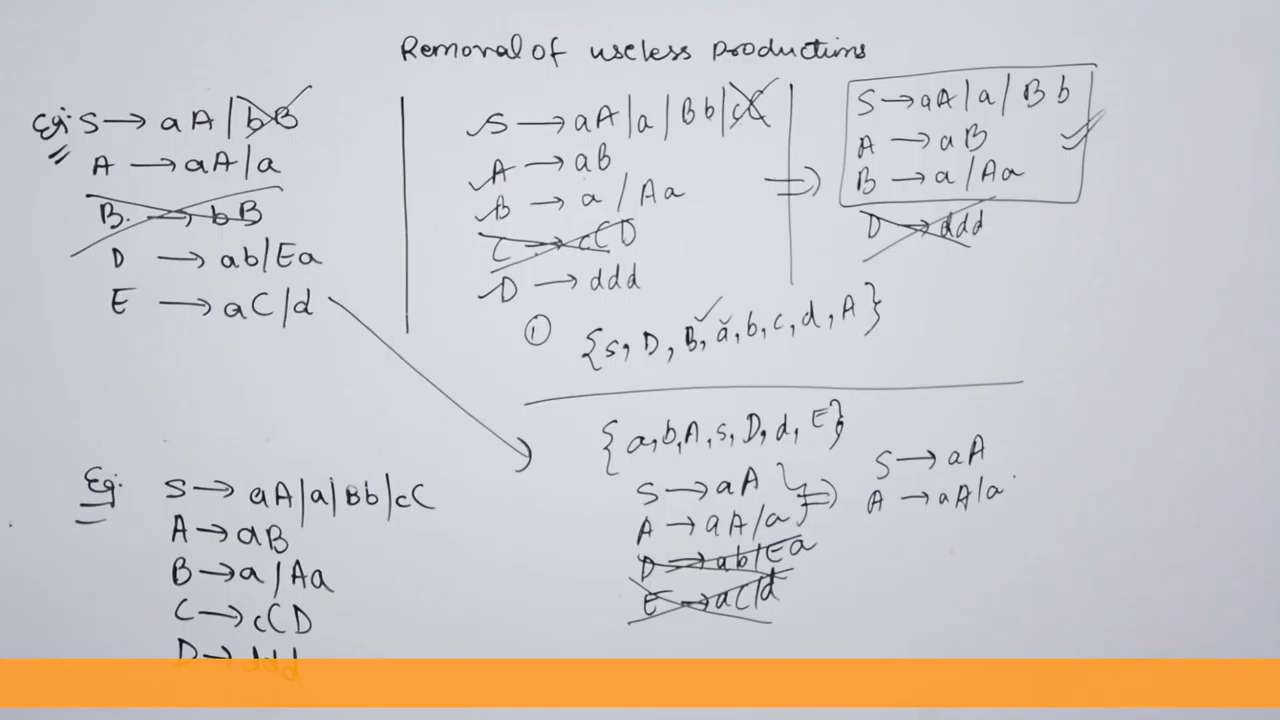 Removal of useless productions
Eg: S → aA | bB
A → aA | a
B. → bB
D → ab | Ea
E → aC | d
S → aA | a | Bb | cC
A → aB
B → a | Aa
C → cCD
D → ddd
① {S, D, B, a, b, c, d, A}
⇒ S → aA | a | Bb
A → aB
B → a | Aa
D → ddd
{a, b, A, S, D, d, E}
S → aA
A → aA | a
D → ab | Ea
E → aC | d
⇒ S → aA
A → aA | a
Eg: S → aA | a | Bb | cC
A → aB
B → a | Aa
C → cCD
D → ddd